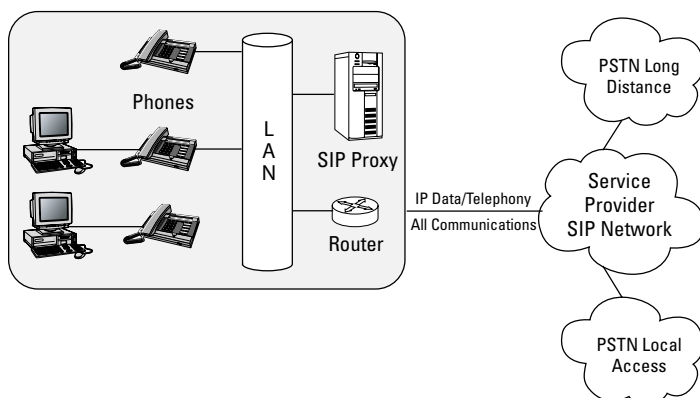 Phones
L
A
N
SIP Proxy
Router
IP Data/Telephony
All Communications
PSTN Long
Distance
Service
Provider
SIP Network
PSTN Local
Access